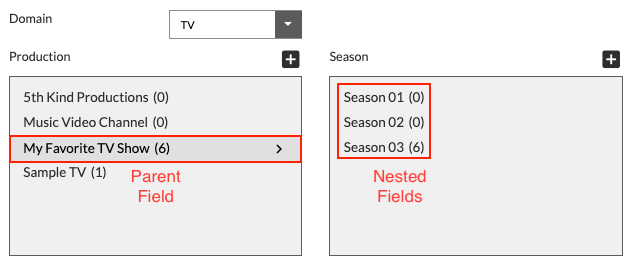 Domain
TV
Production
5th Kind Productions (0)
Music Video Channel (0)
My Favorite TV Show (6)
Sample TV (1)
Parent
Field
Season
Season 01 (0)
Season 02 (0)
Season 03 (6)
Nested
Fields